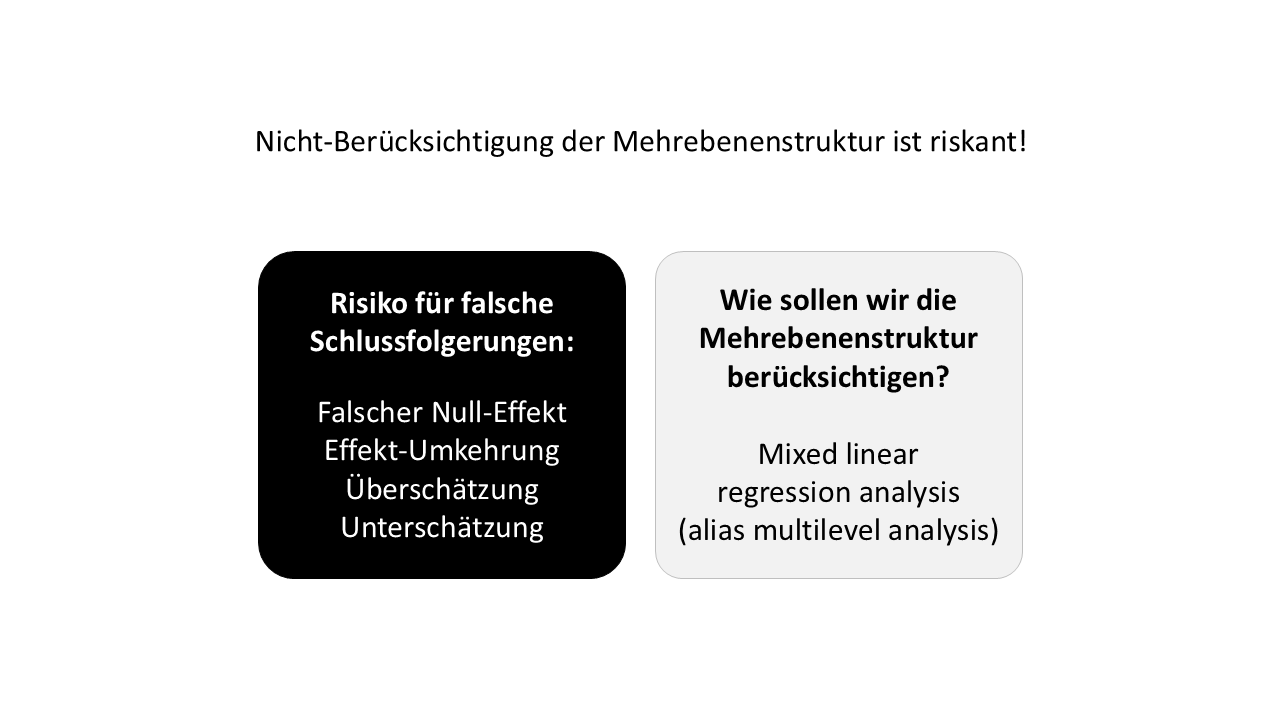 Nicht-Berücksichtigung der Mehrebenenstruktur ist riskant!
Risiko für falsche
Schlussfolgerungen:
Falscher Null-Effekt
Effekt-Umkehrung
Überschätzung
Unterschätzung
Wie sollen wir die
Mehrebenenstruktur
berücksichtigen?
Mixed linear
regression analysis
(alias multilevel analysis)